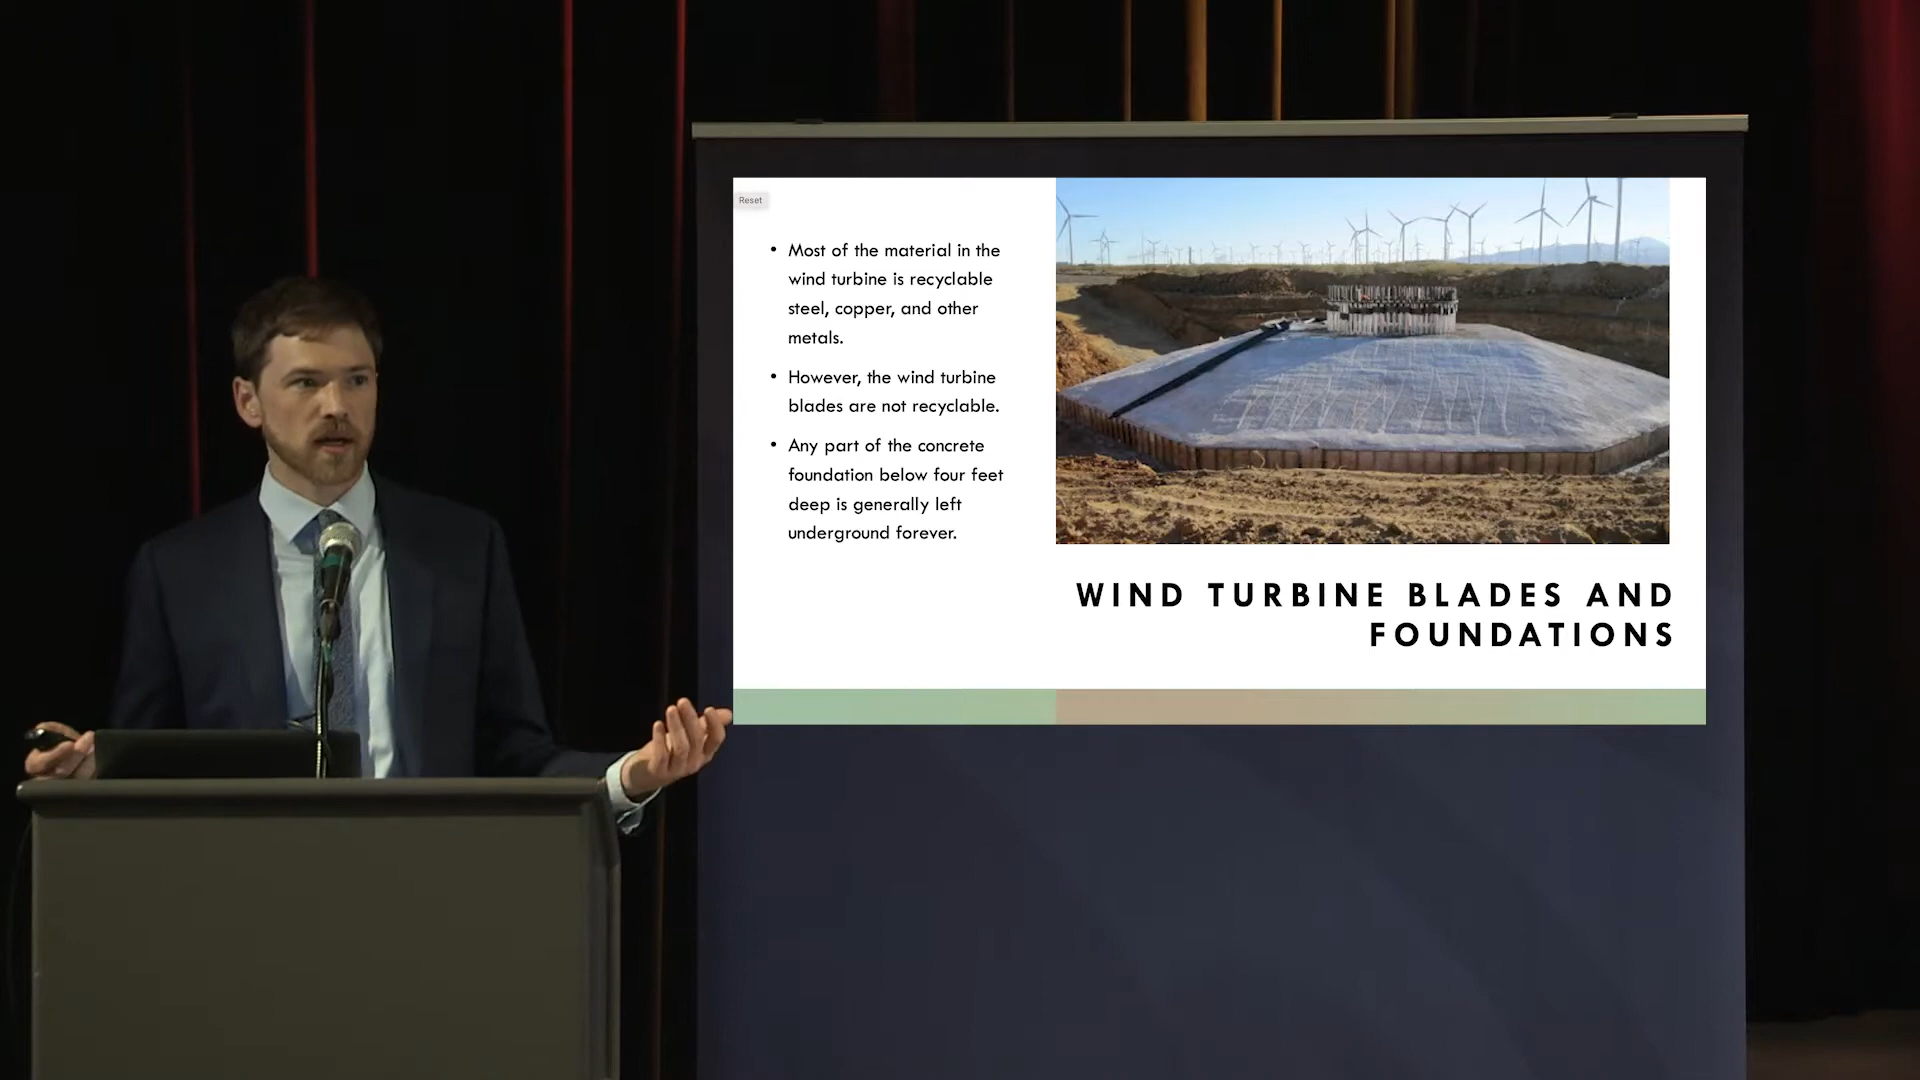 Reset
• Most of the material in the
wind turbine is recyclable
steel, copper, and other
metals.
• However, the wind turbine
blades are not recyclable.
• Any part of the concrete
foundation below four feet
deep is generally left
underground forever.
WIND TURBINE BLADES AND
FOUNDATIONS